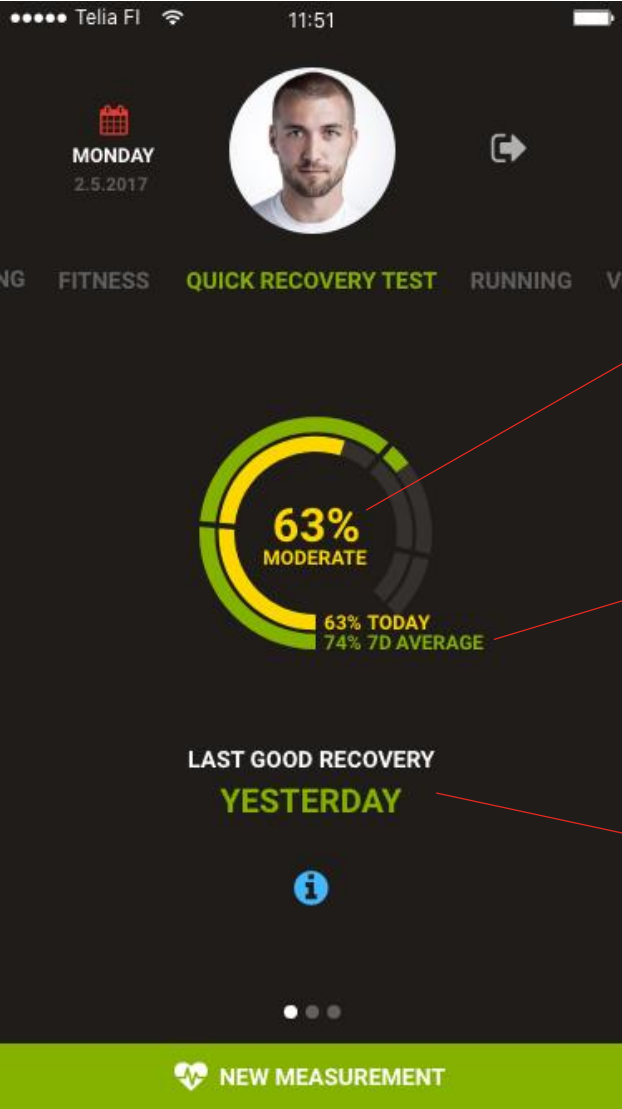 Telia FI 11:51
MONDAY
2.5.2017
NG FITNESS QUICK RECOVERY TEST RUNNING V
63%
MODERATE
63% TODAY
74% 7D AVERAGE
LAST GOOD RECOVERY
YESTERDAY
i
NEW MEASUREMENT